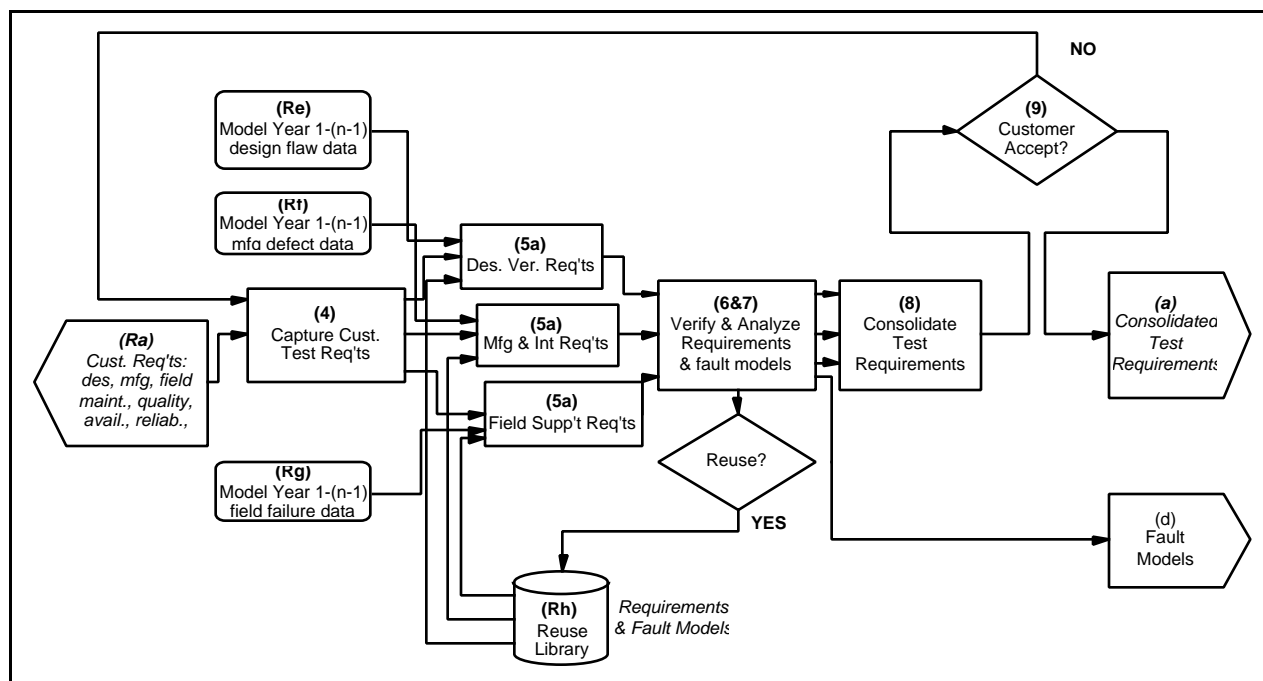 NO
(9)
Customer
Accept?
(Re)
Model Year 1-(n-1)
design flaw data
(Rf)
Model Year 1-(n-1)
mfg defect data
(5a)
Des. Ver. Req'ts
(4)
Capture Cust.
Test Req'ts
(5a)
Mfg & Int Req'ts
(6&7)
Verify & Analyze
Requirements
& fault models
(8)
Consolidate
Test
Requirements
(a)
Consolidated
Test
Requirements
(Ra)
Cust. Req'ts:
des, mfg, field
maint., quality,
avail., reliab.,
(5a)
Field Supp't Req'ts
(Rg)
Model Year 1-(n-1)
field failure data
Reuse?
YES
(d)
Fault
Models
(Rh)
Reuse
Library
Requirements
& Fault Models